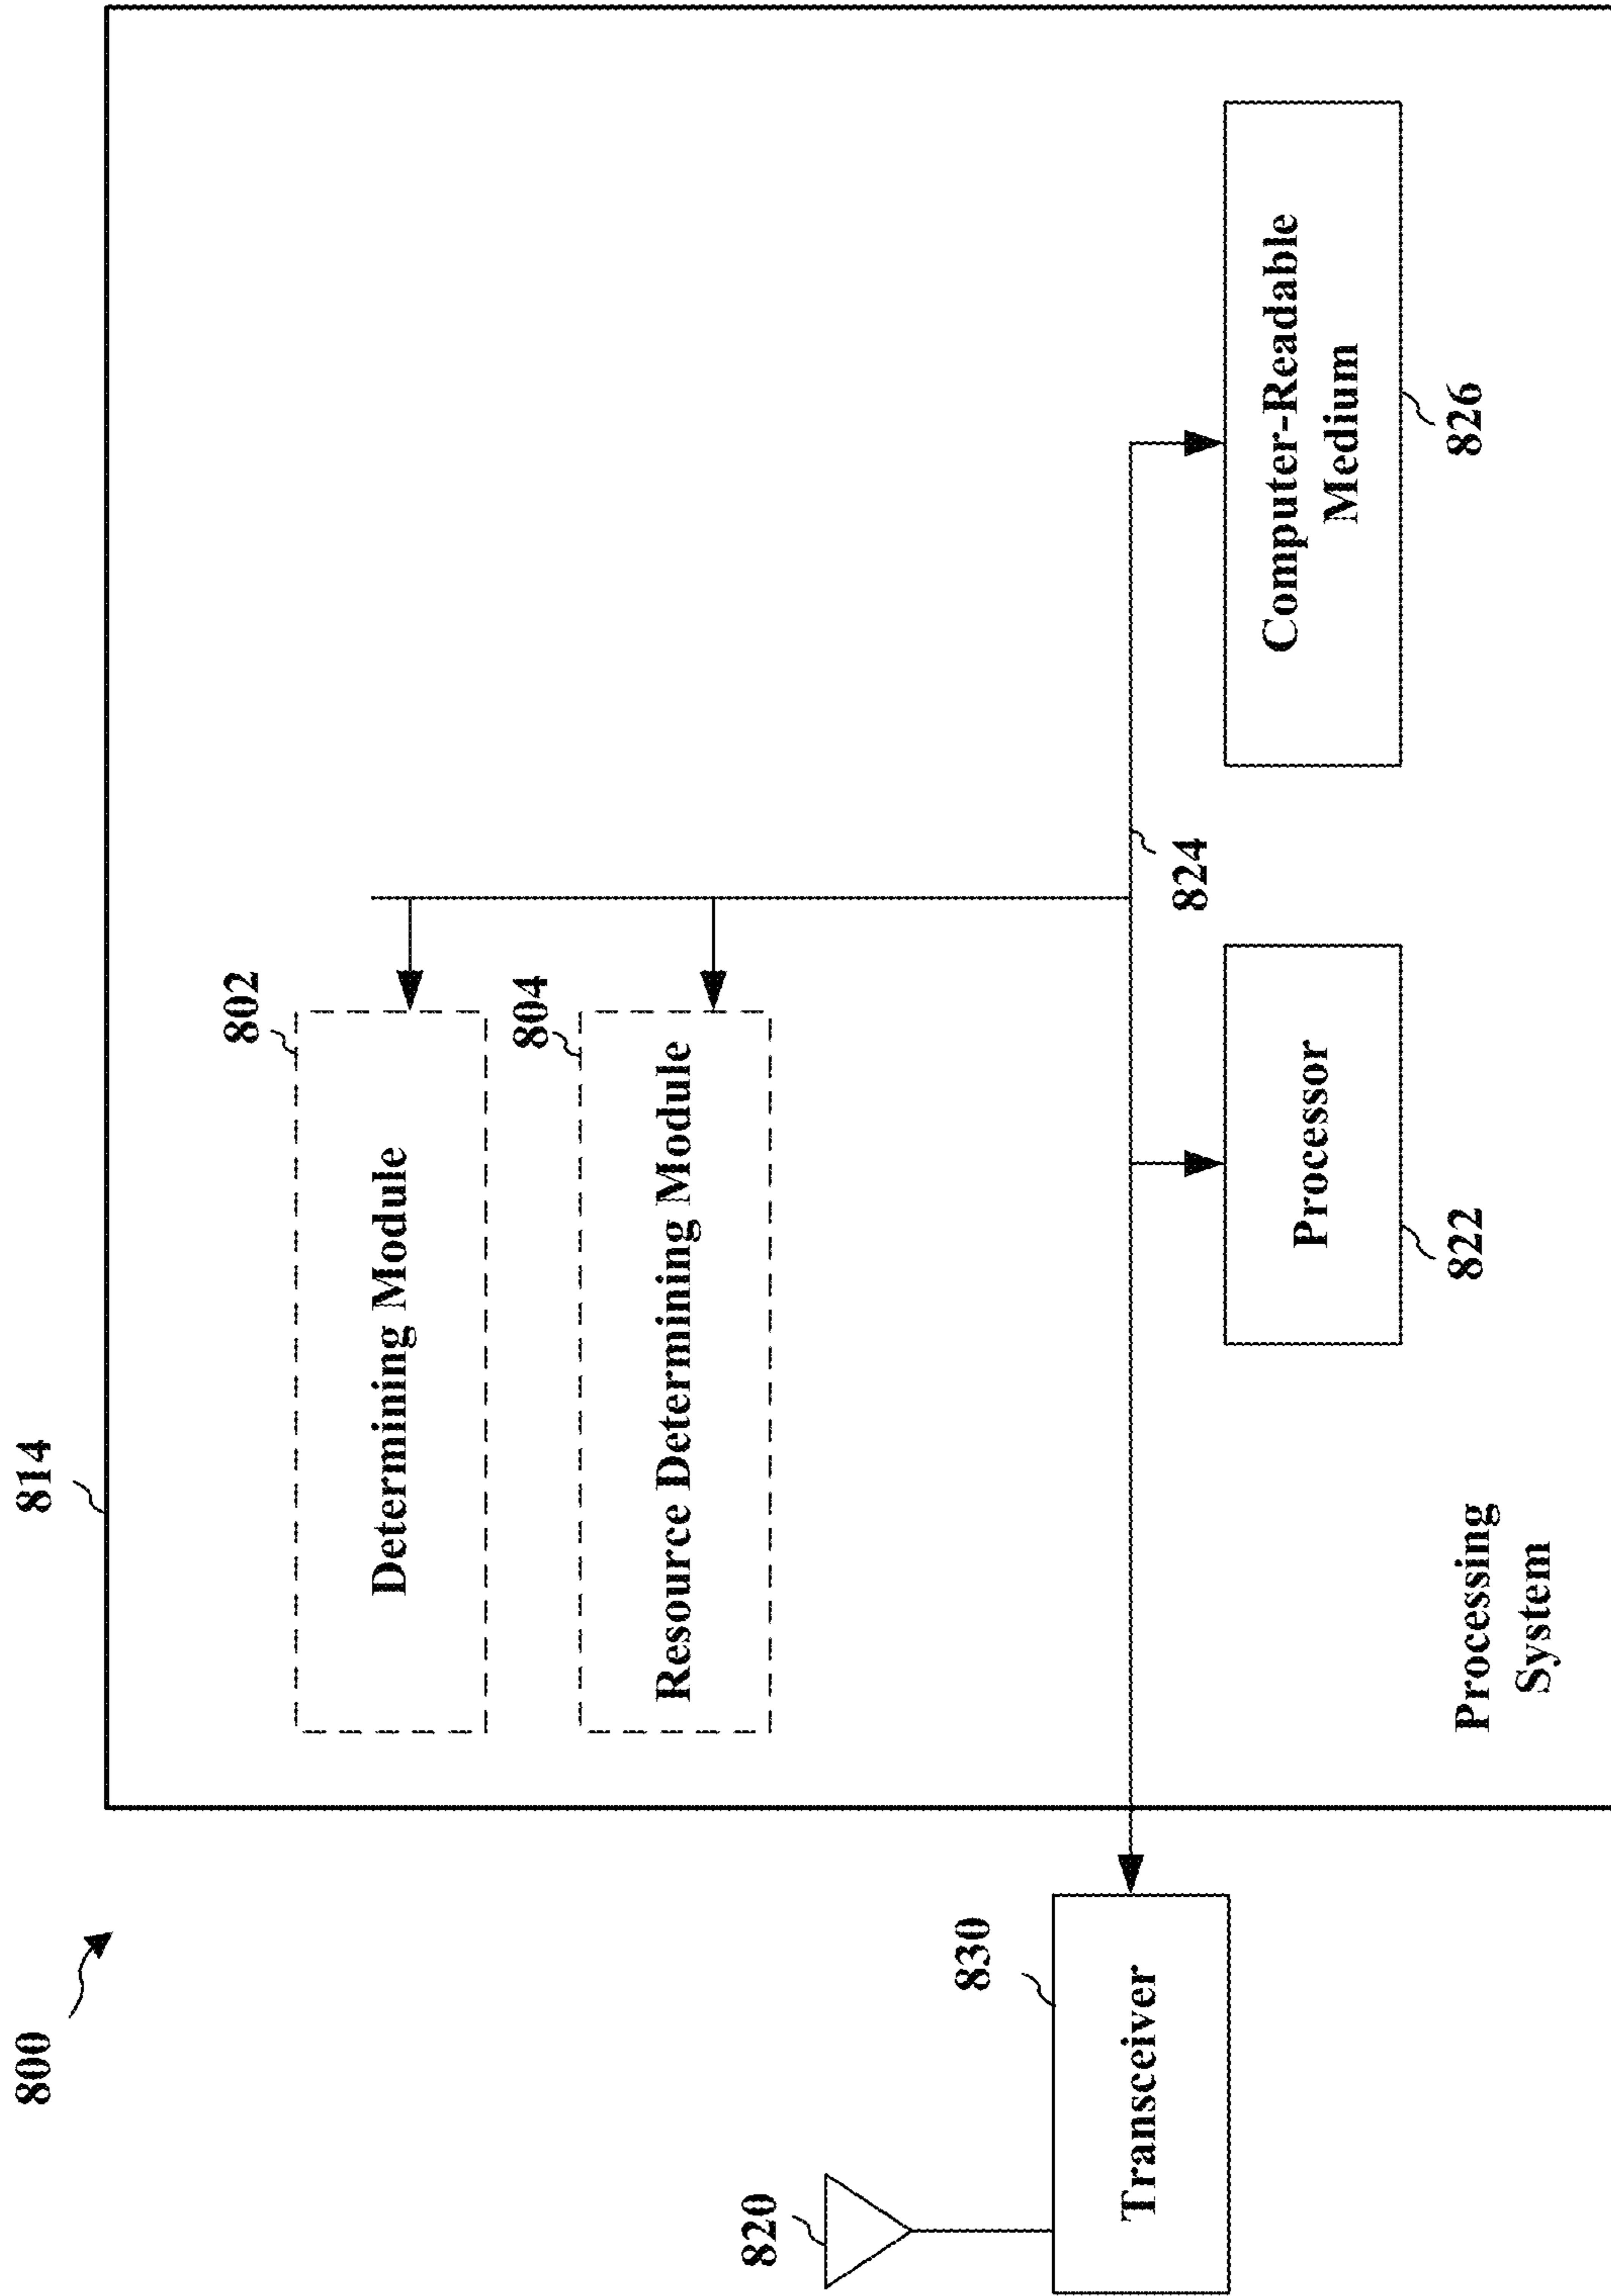 800
814
802
Determining Module
804
Resource Determining Module
820
830
Transceiver
824
Processor
822
Computer-Readable
Medium
826
Processing
System